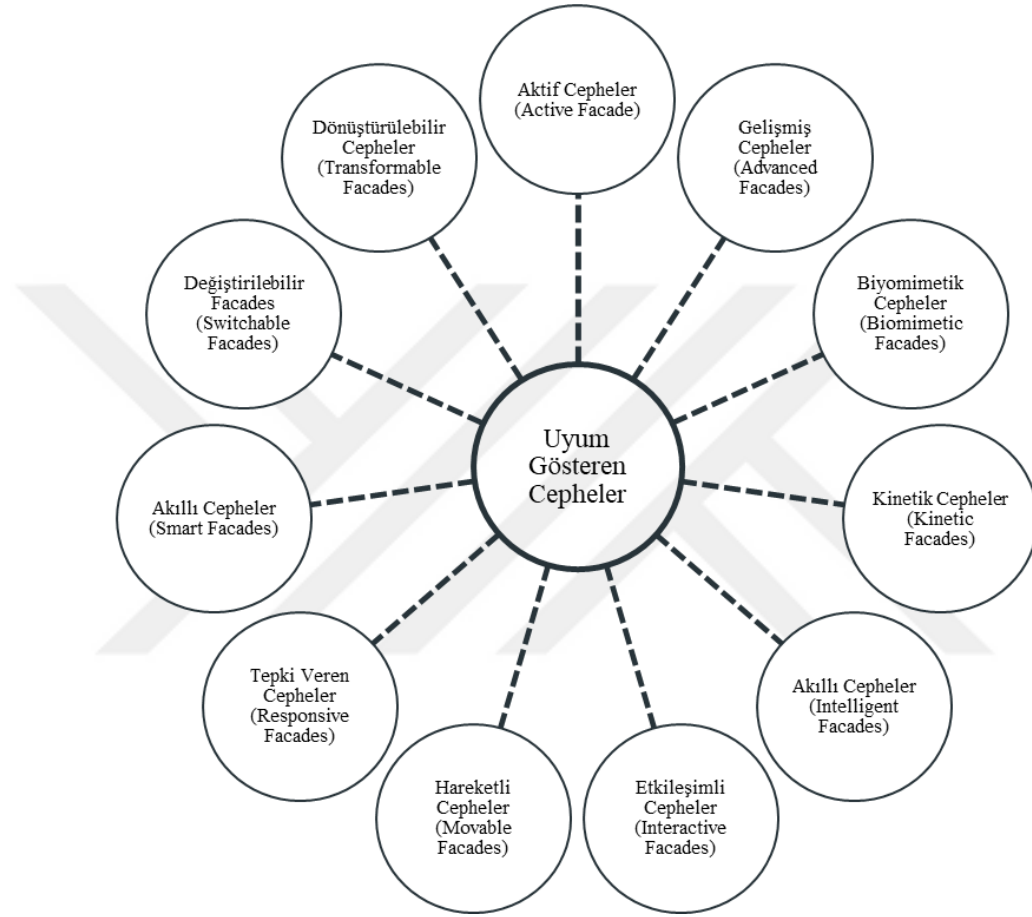 Aktif Cepheler
(Active Facade)
Gelişmiş
Cepheler
(Advanced
Facades)
Biyomimetik
Cepheler
(Biomimetic
Facades)
Kinetik Cepheler
(Kinetic
Facades)
Akıllı Cepheler
(Intelligent
Facades)
Etkileşimli
Cepheler
(Interactive
Facades)
Hareketli
Cepheler
(Movable
Facades)
Tepki Veren
Cepheler
(Responsive
Facades)
Akıllı Cepheler
(Smart Facades)
Değiştirilebilir
Facades
(Switchable
Facades)
Dönüştürülebilir
Cepheler
(Transformable
Facades)
Uyum
Gösteren
Cepheler